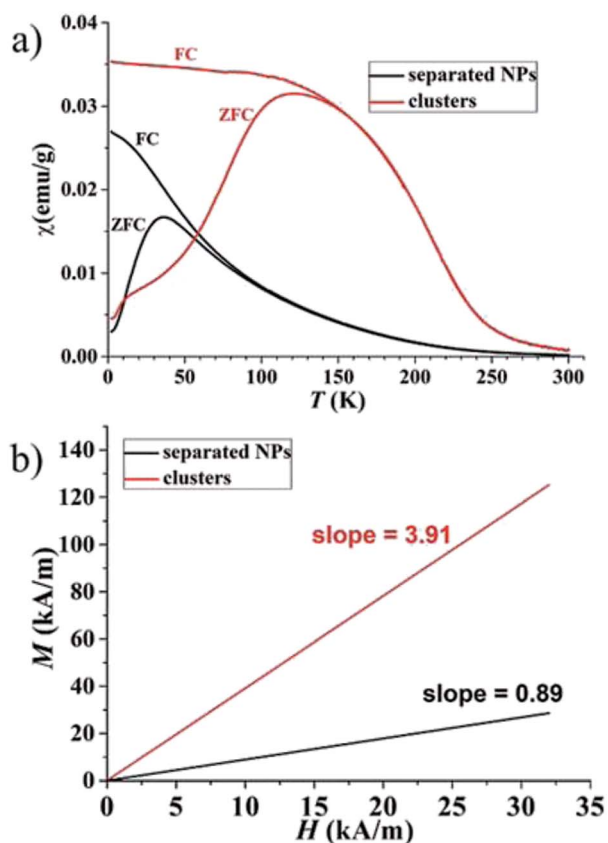 a)
0.04
0.03
0.02
0.01
0.00
χ(emu/g)
FC
ZFC
FC
ZFC
separated NPs
clusters
0 50 100 150 200 250 300
T (K)
b)
140
120
100
80
60
40
20
0
M (kA/m)
separated NPs
clusters
slope = 3.91
slope = 0.89
0 5 10 15 20 25 30 35
H (kA/m)